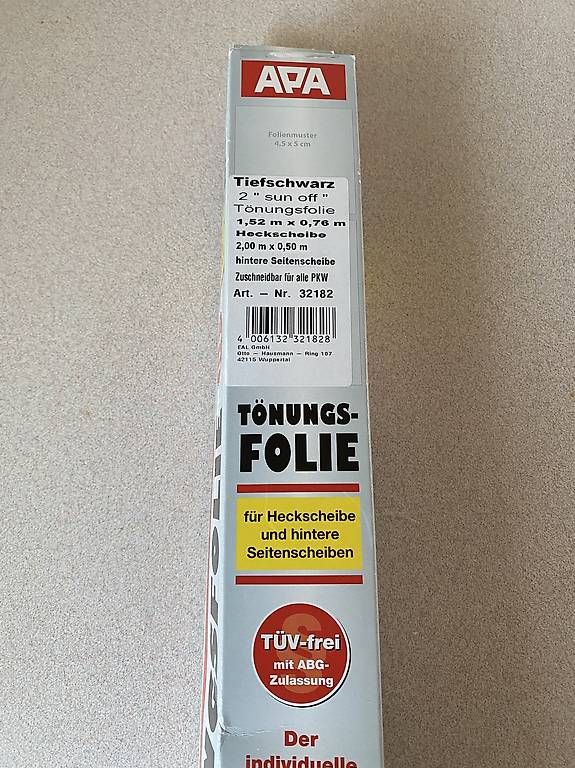 APA
Folienmuster
4,5 x 5 cm
Tiefschwarz
2 " sun off "
Tönungsfolie
1,52 m x 0,76 m
Heckscheibe
2,00 m x 0,50 m
hintere Seitenscheibe
Zuschneidbar für alle PKW
Art. – Nr. 32182
4 006132 321828
EAL GmbH
Otto – Hausmann – Ring 107
42115 Wuppertal
TÖNUNGS-
FOLIE
für Heckscheibe
und hintere
Seitenscheiben
TÜV-frei
mit ABG-
Zulassung
Der
individuelle